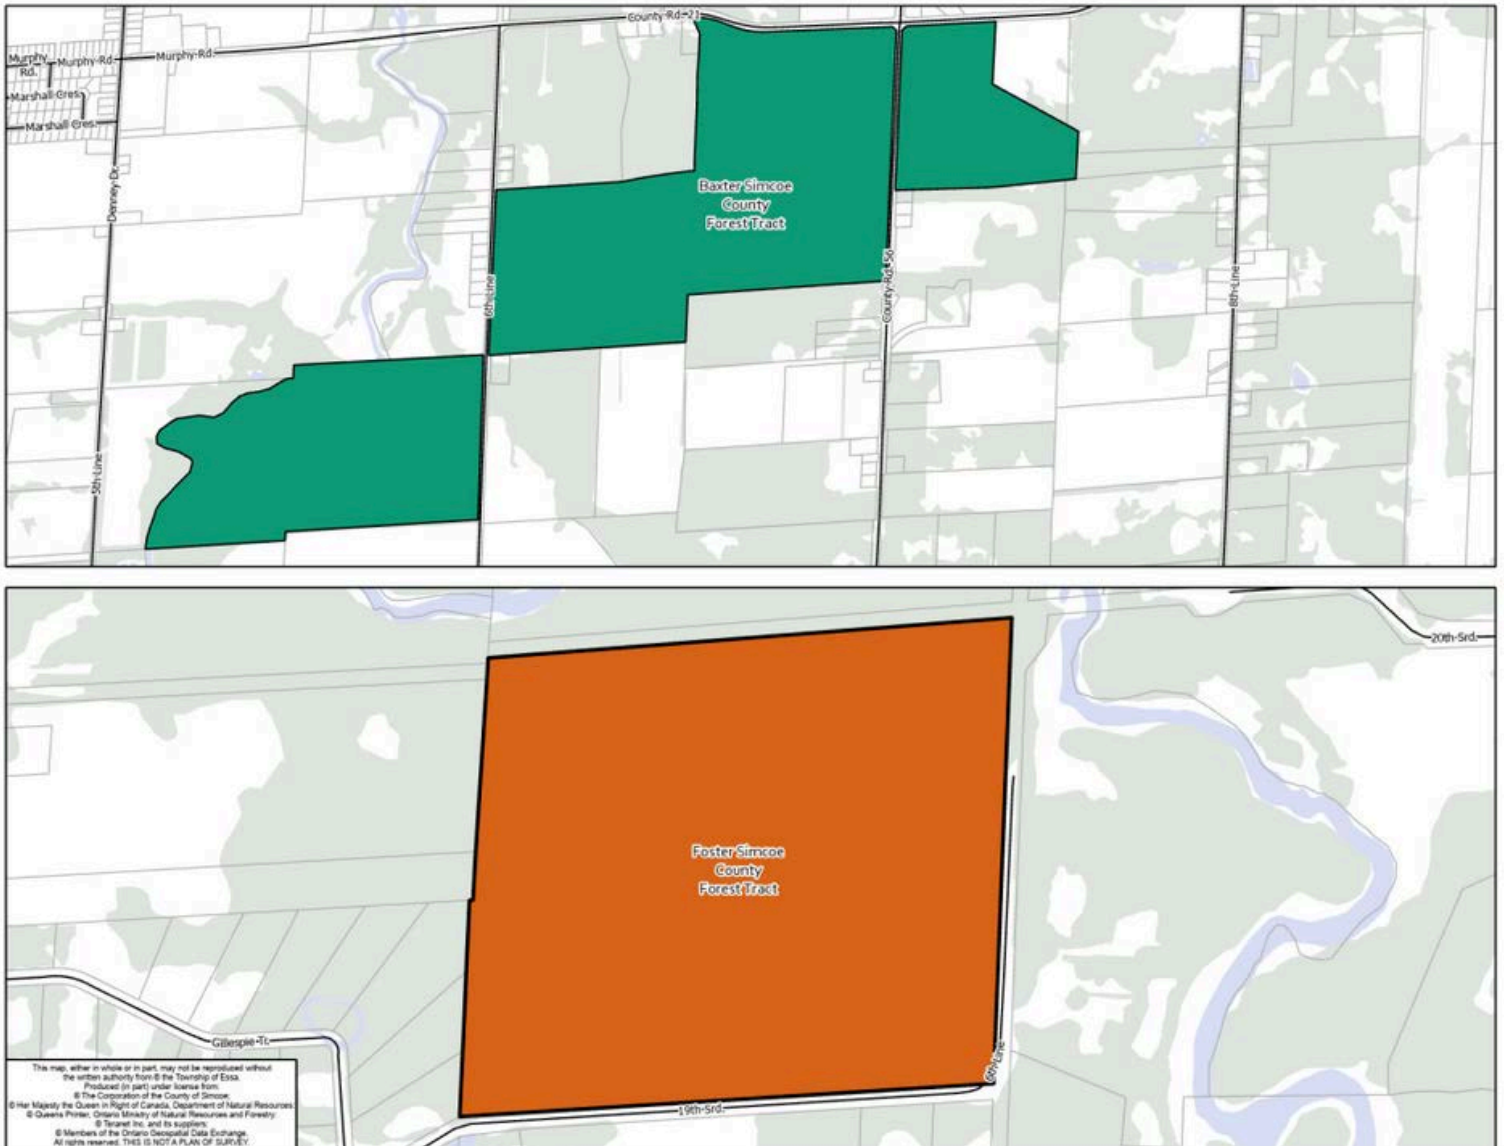 County Rd. 21
Murphy Rd.
Murphy
Rd.
Murphy-Rd.
Marshall Cres.
Marshall Cres.
Denney Dr.
Baxter Simcoe
County
Forest Tract
6th Line
County Rd. 56
8th Line
5th Line
20th Srd.
Foster Simcoe
County
Forest Tract
Gillespie Tr.
6th Line
19th Srd.
This map, either in whole or in part, may not be reproduced without
the written authority from © the Township of Essa.
Produced (in part) under license from:
© The Corporation of the County of Simcoe;
© Her Majesty the Queen in Right of Canada, Department of Natural Resources;
© Queens Printer, Ontario Ministry of Natural Resources and Forestry;
© Teranet Inc. and its suppliers;
© Members of the Ontario Geospatial Data Exchange.
All rights reserved. THIS IS NOT A PLAN OF SURVEY.